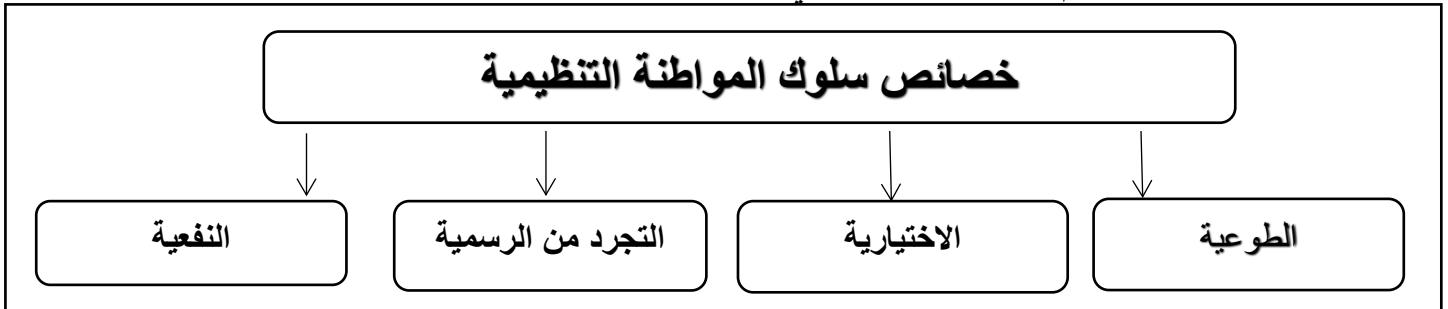 خصائص سلوك المواطنة التنظيمية
الطوعية
الاختيارية
التجرد من الرسمية
النفعية